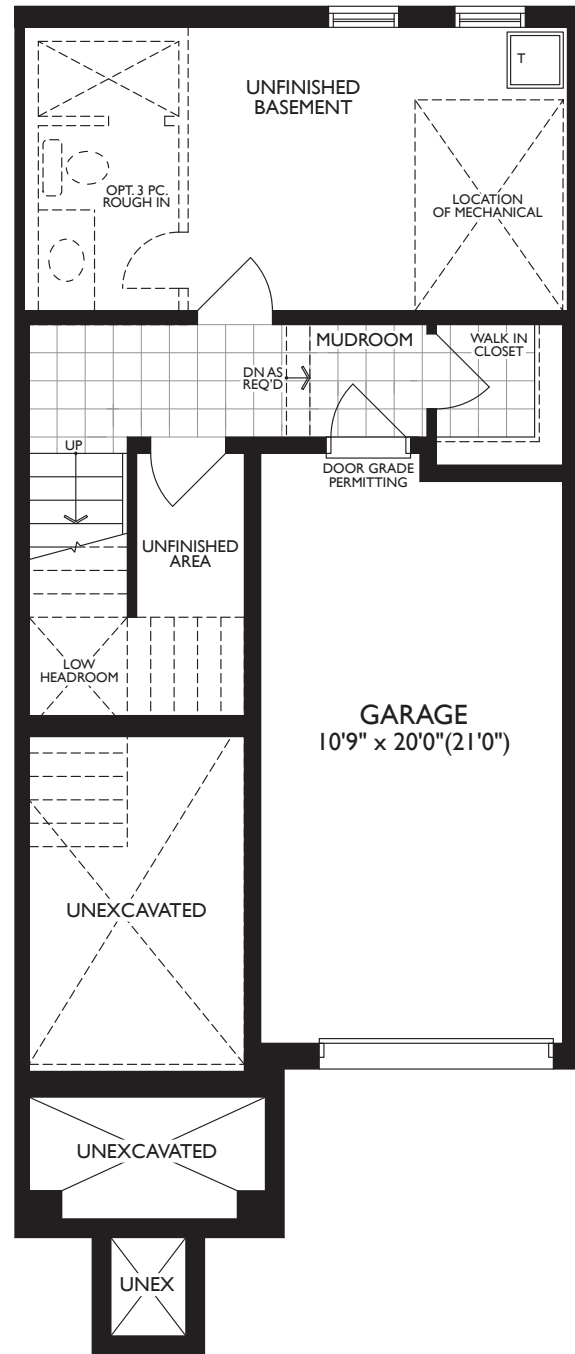 UNFINISHED
BASEMENT
T
OPT. 3 PC.
ROUGH IN
LOCATION
OF MECHANICAL
MUDROOM
WALK IN
CLOSET
DN AS
REQ'D
UP
DOOR GRADE
PERMITTING
UNFINISHED
AREA
LOW
HEADROOM
GARAGE
10'9" x 20'0"(21'0")
UNEXCAVATED
UNEXCAVATED
UNEX